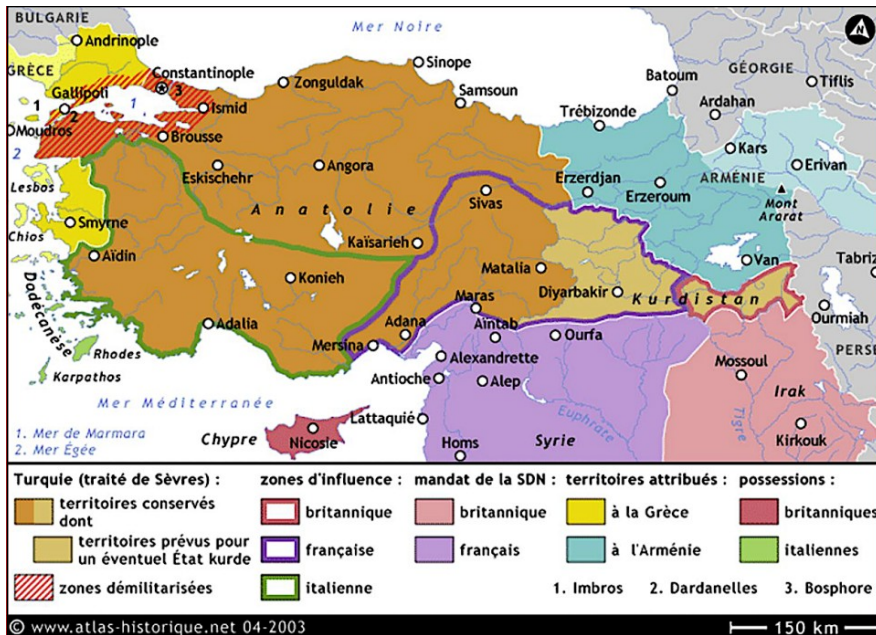 BULGARIE
Andrinople
Mer Noire
N
GRÈCE
Constantinople
Gallipoli
3
1
1
2
Moudros
2
Ismid
Brousse
Zonguldak
Sinope
Samsoun
Batoum
GÉORGIE
Tiflis
Ardahan
Trébizonde
Kars
Erivan
ARMÉNIE
Mont
Ararat
Erzerdjan
Erzeroum
Eskischehr
Angora
Sivas
Anatolie
Lesbos
Smyrne
Chios
Kaïsarieh
Aïdin
Konieh
Matalia
Diyarbakir
Van
Kurdistan
Tabriz
Ourmiah
PERSE
Dodécanèse
Adalia
Maras
Adana
Mersina
Aïntab
Ourfa
Rhodes
Karpathos
Alexandrette
Antioche
Alep
Mossoul
Irak
Mer Méditerranée
Lattaquié
Euphrate
Tigre
Chypre
Nicosie
Homs
Syrie
Kirkouk
1. Mer de Marmara
2. Mer Égée
Turquie (traité de Sèvres) :
territoires conservés
dont
territoires prévus pour
un éventuel État kurde
zones démilitarisées
zones d'influence :
britannique
française
italienne
mandat de la SDN :
britannique
français
territoires attribués :
à la Grèce
à l'Arménie
possessions :
britanniques
italiennes
1. Imbros 2. Dardanelles 3. Bosphore
© www.atlas-historique.net 04-2003
150 km